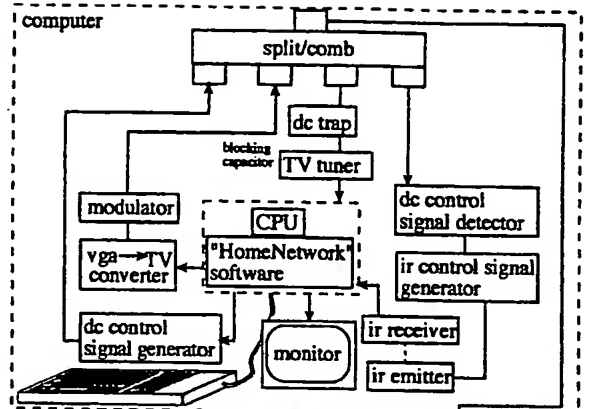 computer
split/comb
dc trap
blocking
capacitor
TV tuner
modulator
CPU
dc control
signal detector
vga→TV
converter
"HomeNetwork"
software
ir control signal
generator
dc control
signal generator
monitor
ir receiver
ir emitter